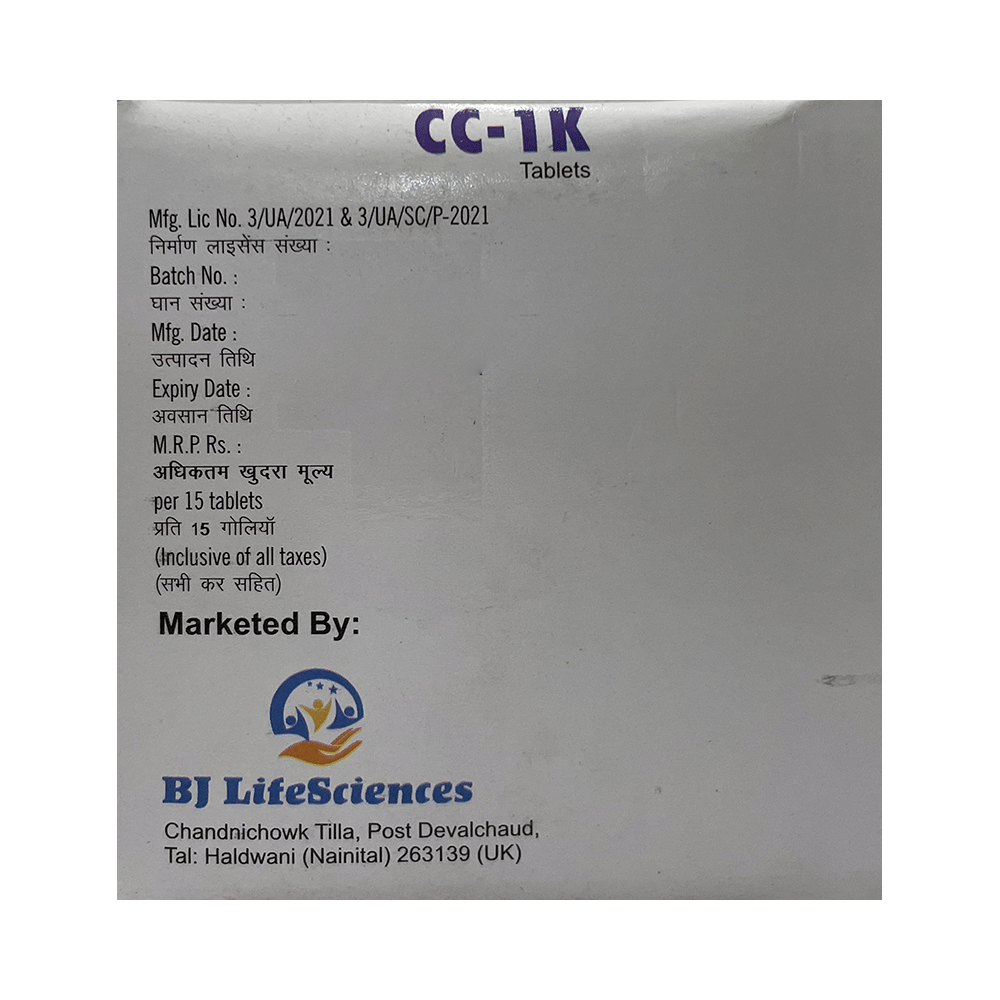 CC-1K
Tablets
Mfg. Lic No. 3/UA/2021 & 3/UA/SC/P-2021
निर्माण लाइसेंस संख्या :
Batch No. :
घान संख्या :
Mfg. Date :
उत्पादन तिथि
Expiry Date :
अवसान तिथि
M.R.P. Rs. :
अधिकतम खुदरा मूल्य
per 15 tablets
प्रति 15 गोलियॉ
(Inclusive of all taxes)
(सभी कर सहित)
Marketed By:
BJ LifeSciences
Chandnichowk Tilla, Post Devalchaud,
Tal: Haldwani (Nainital) 263139 (UK)